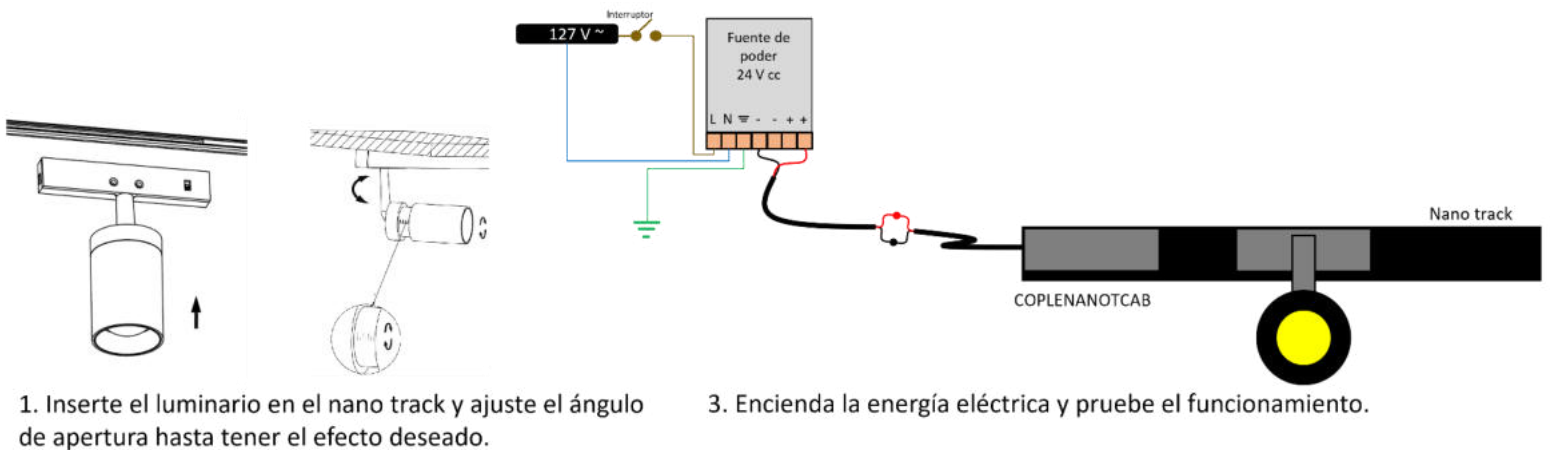 Interruptor
127 V ~
Fuente de
poder
24 V cc
L N ⏚ - - + +
Nano track
COPLENANOTCAB
1. Inserte el luminario en el nano track y ajuste el ángulo
de apertura hasta tener el efecto deseado.
3. Encienda la energía eléctrica y pruebe el funcionamiento.